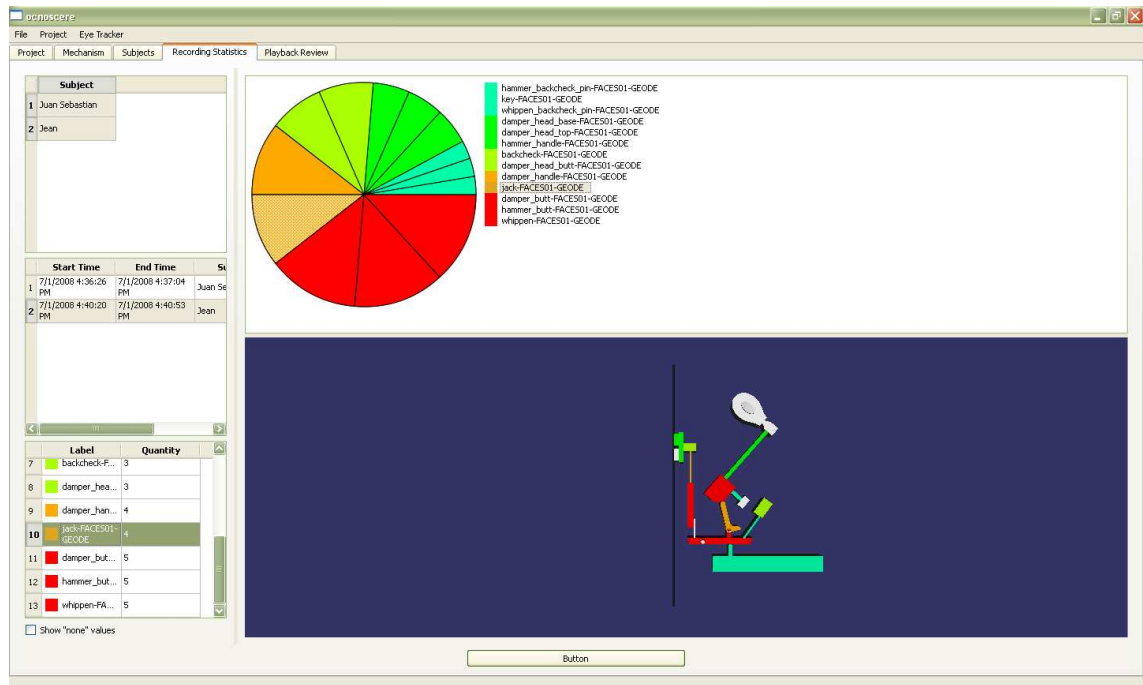 ocnoscere
File Project Eye Tracker
Project Mechanism Subjects Recording Statistics Playback Review
Subject
1 Juan Sebastian
2 Jean
hammer_backcheck_pin-FACES01-GEODE
key-FACES01-GEODE
whippen_backcheck_pin-FACES01-GEODE
damper_head_base-FACES01-GEODE
damper_head_top-FACES01-GEODE
hammer_handle-FACES01-GEODE
backcheck-FACES01-GEODE
damper_head_butt-FACES01-GEODE
damper_handle-FACES01-GEODE
jack-FACES01-GEODE
damper_butt-FACES01-GEODE
hammer_butt-FACES01-GEODE
whippen-FACES01-GEODE
Start Time End Time Su
1 7/1/2008 4:36:26 PM 7/1/2008 4:37:04 PM Juan Se
2 7/1/2008 4:40:20 PM 7/1/2008 4:40:53 PM Jean
Label Quantity
7 backcheck-F... 3
8 damper_hea... 3
9 damper_han... 4
10 jack-FACES01-GEODE 4
11 damper_but... 5
12 hammer_but... 5
13 whippen-FA... 5
Show "none" values
Button